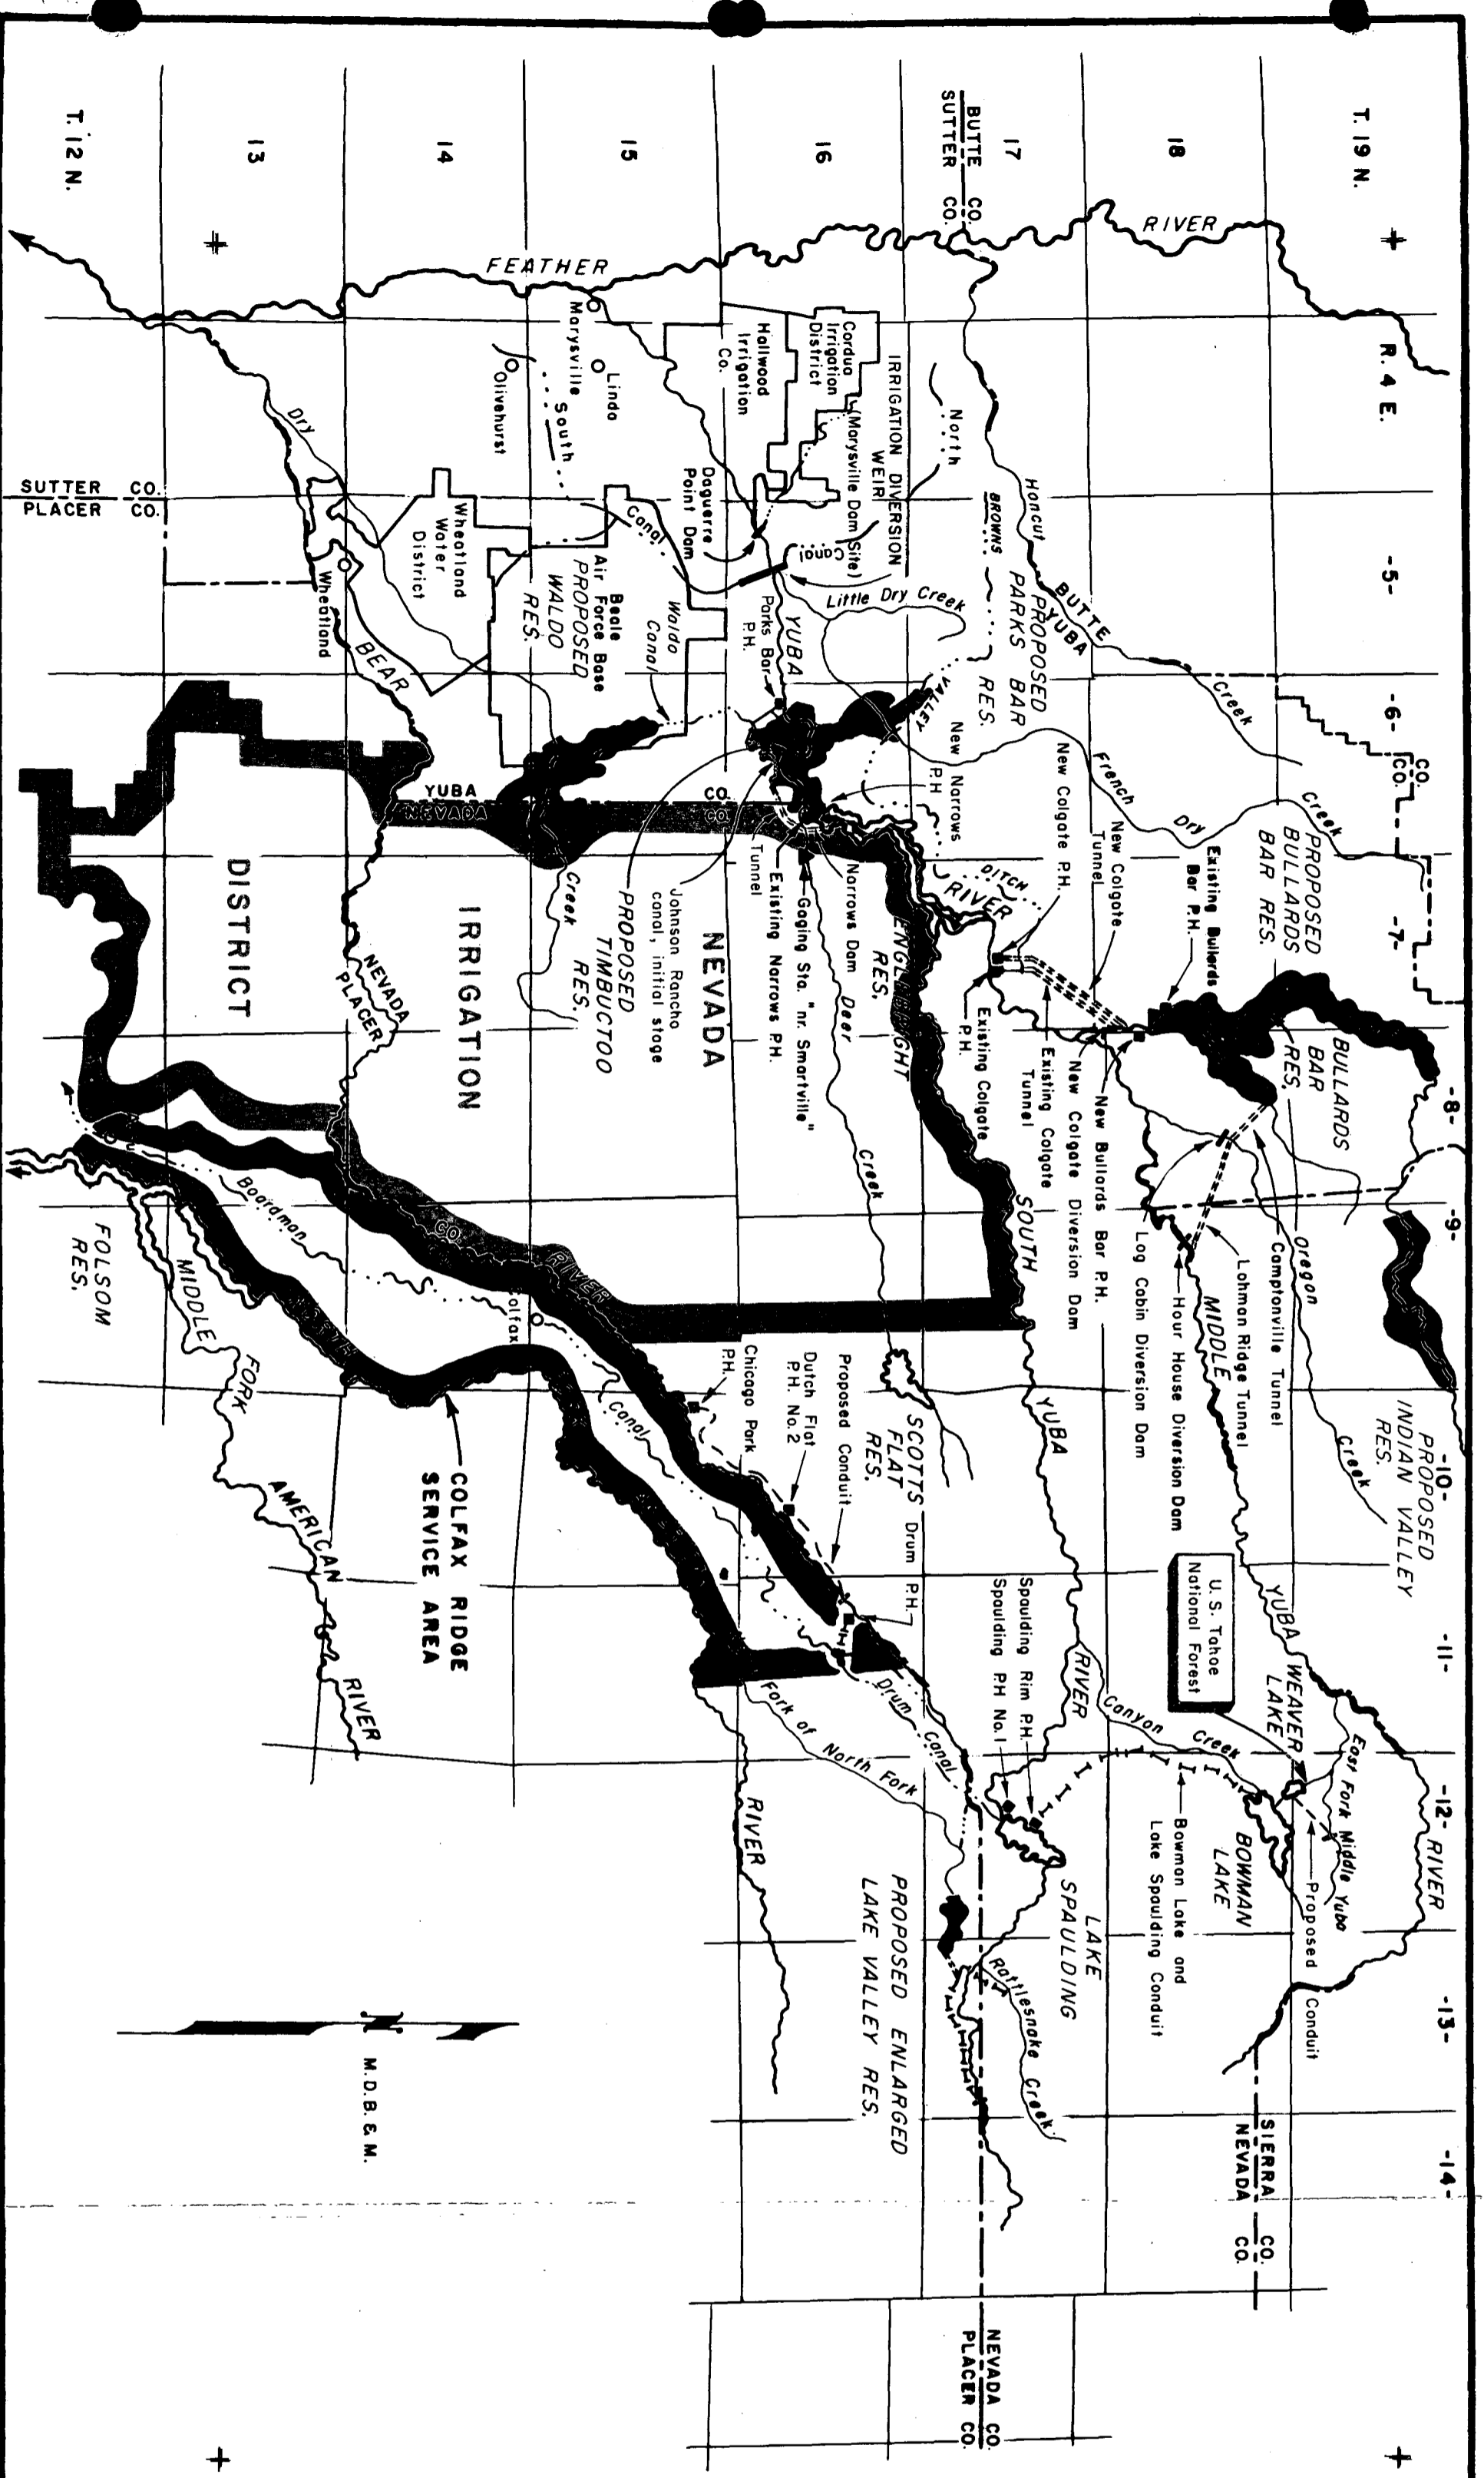 T. 19 N.
18
17
16
15
14
13
T. 12 N.
R. 4 E.
-5-
-6-
-7-
-8-
-9-
-10-
-11-
-12-
-13-
-14-
BUTTE CO.
SUTTER CO.
RIVER
FEATHER
Marysville
Linda
Olivehurst
South
Canal
Cordua
Irrigation
District
Hallwood
Irrigation
Co.
(Marysville Dam Site)
IRRIGATION DIVERSION
WEIR
North
Canal
Daguerre
Point Dam
BROWNS
VALLEY
DITCH
Honcut
Creek
BUTTE
YUBA
CO.
CO.
PROPOSED
PARKS BAR
RES.
Little Dry Creek
YUBA
RIVER
Parks Bar
P.H.
Dry
SUTTER CO.
PLACER CO.
Wheatland
Water
District
Wheatland
BEAR
RIVER
Beale
Air Force Base
PROPOSED
WALDO
RES.
Waldo
Canal
French
Dry
Creek
New Narrows
P.H.
New Colgate P.H.
New Colgate
Tunnel
Existing Bullards
Bar P.H.
PROPOSED
BULLARDS
BAR RES.
BULLARDS
BAR
RES.
YUBA CO.
NEVADA CO.
Tunnel
Existing Narrows P.H.
Gaging Sta. "nr. Smartville"
Narrows Dam
ENGLEBRIGHT
RES.
Johnson Rancho
canal, initial stage
PROPOSED
TIMBUCTOO
RES.
Creek
Deer
Creek
NEVADA
IRRIGATION
DISTRICT
NEVADA
PLACER
CO.
Existing Colgate
P.H.
Existing Colgate
Tunnel
New Colgate Diversion Dam
New Bullards Bar P.H.
Log Cabin Diversion Dam
Hour House Diversion Dam
Lohman Ridge Tunnel
Camptonville Tunnel
Oregon
Creek
PROPOSED
INDIAN VALLEY
RES.
SOUTH
YUBA
RIVER
MIDDLE
YUBA
RIVER
Boardman
Canal
Colfax
FOLSOM
RES.
MIDDLE
FORK
AMERICAN
RIVER
COLFAX RIDGE
SERVICE AREA
Chicago Park
P.H.
Dutch Flat
P.H. No. 2
Proposed Conduit
SCOTTS
FLAT
RES.
Drum P.H.
Spaulding Rim P.H.
Spaulding P.H. No. 1
Drum Canal
Fork of North Fork
RIVER
U.S. Tahoe
National Forest
WEAVER
LAKE
Canyon Creek
East Fork Middle Yuba
Proposed Conduit
BOWMAN
LAKE
Bowman Lake and
Lake Spaulding Conduit
LAKE
SPAULDING
PROPOSED ENLARGED
LAKE VALLEY RES.
Rattlesnake Creek
SIERRA CO.
NEVADA CO.
NEVADA CO.
PLACER CO.
N
M. D. B. & M.